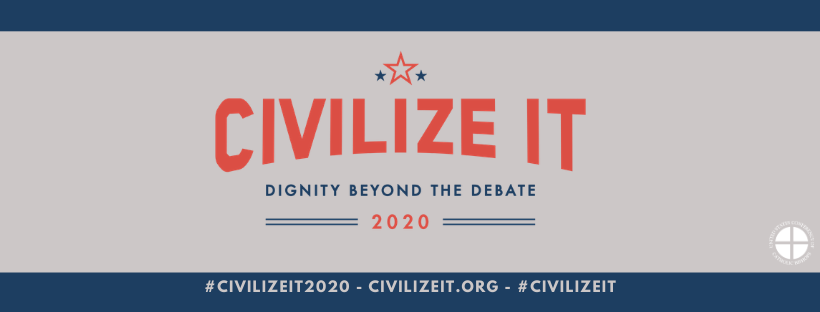 CIVILIZE IT
DIGNITY BEYOND THE DEBATE
2020
#CIVILIZEIT2020 - CIVILIZEIT.ORG - #CIVILIZEIT